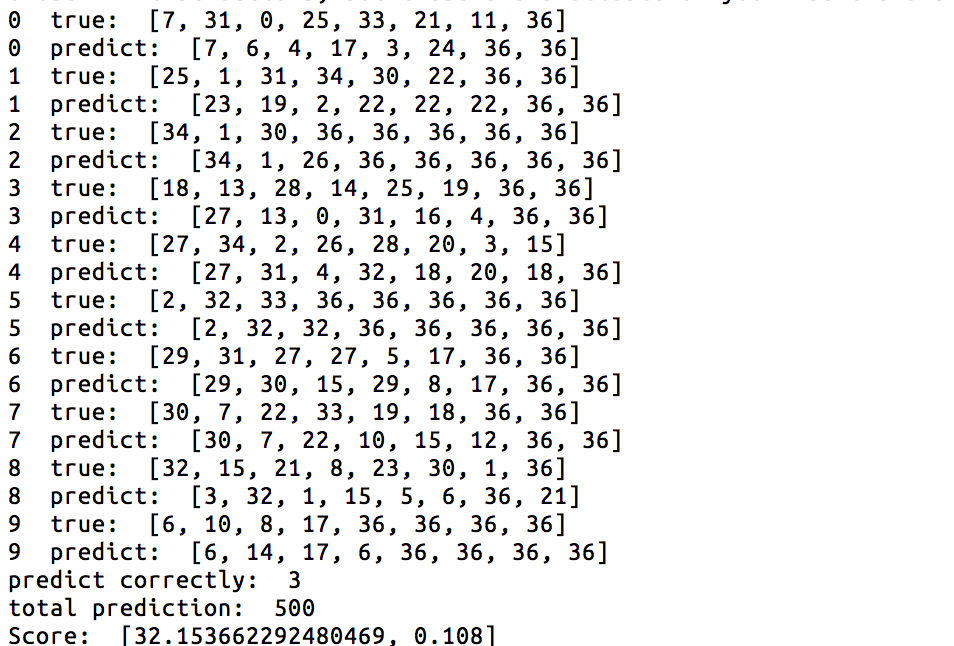 0  true:  [7, 31, 0, 25, 33, 21, 11, 36]
0  predict:  [7, 6, 4, 17, 3, 24, 36, 36]
1  true:  [25, 1, 31, 34, 30, 22, 36, 36]
1  predict:  [23, 19, 2, 22, 22, 22, 36, 36]
2  true:  [34, 1, 30, 36, 36, 36, 36, 36]
2  predict:  [34, 1, 26, 36, 36, 36, 36, 36]
3  true:  [18, 13, 28, 14, 25, 19, 36, 36]
3  predict:  [27, 13, 0, 31, 16, 4, 36, 36]
4  true:  [27, 34, 2, 26, 28, 20, 3, 15]
4  predict:  [27, 31, 4, 32, 18, 20, 18, 36]
5  true:  [2, 32, 33, 36, 36, 36, 36, 36]
5  predict:  [2, 32, 32, 36, 36, 36, 36, 36]
6  true:  [29, 31, 27, 27, 5, 17, 36, 36]
6  predict:  [29, 30, 15, 29, 8, 17, 36, 36]
7  true:  [30, 7, 22, 33, 19, 18, 36, 36]
7  predict:  [30, 7, 22, 10, 15, 12, 36, 36]
8  true:  [32, 15, 21, 8, 23, 30, 1, 36]
8  predict:  [3, 32, 1, 15, 5, 6, 36, 21]
9  true:  [6, 10, 8, 17, 36, 36, 36, 36]
9  predict:  [6, 14, 17, 6, 36, 36, 36, 36]
predict correctly:  3
total prediction:  500
Score:  [32.153662292480469, 0.108]